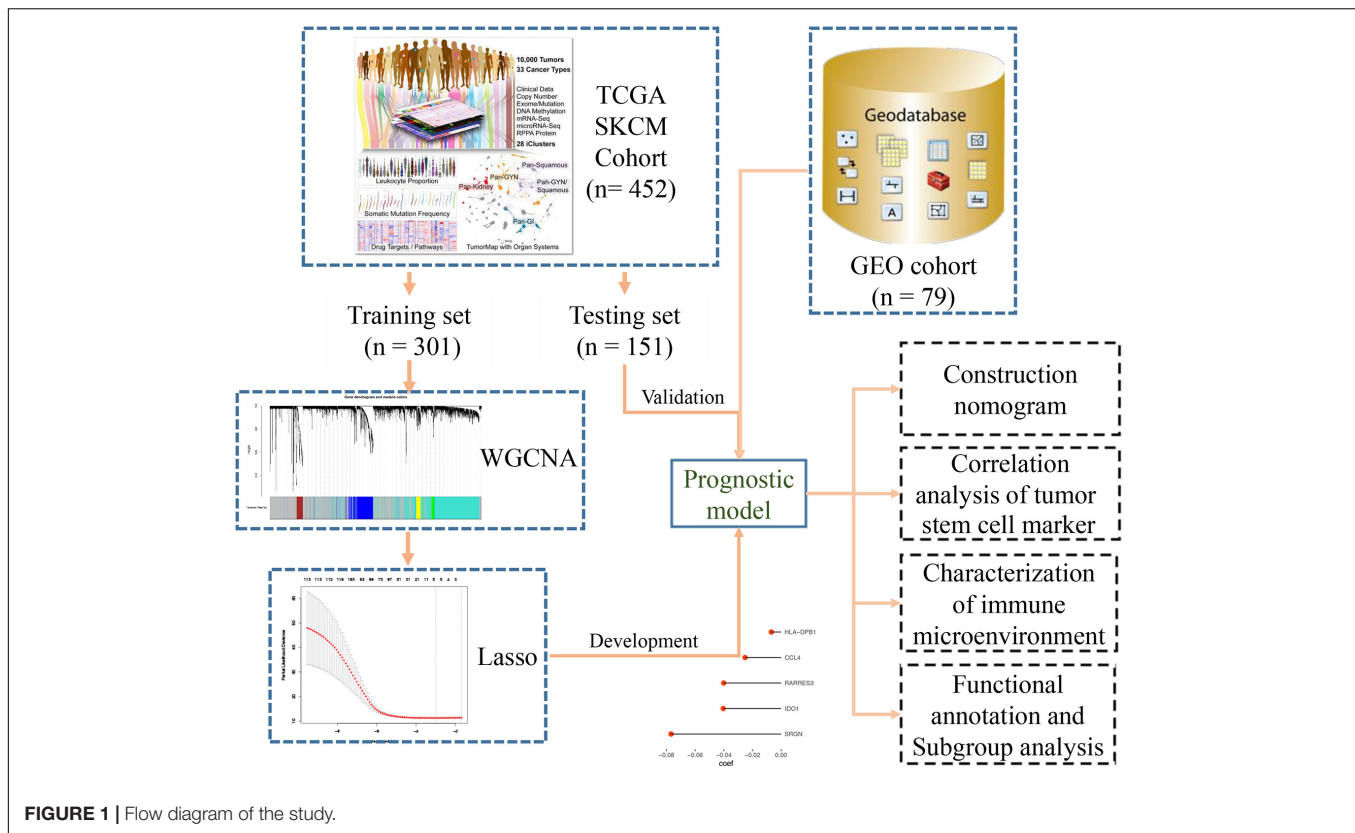 10,000 Tumors
33 Cancer Types
Clinical Data
Copy Number
Exome/Mutation
DNA Methylation
mRNA-Seq
microRNA-Seq
RPPA Protein
28 iClusters
Leukocyte Proportion
Somatic Mutation Frequency
Drug Targets / Pathways
Pan-Squamous
Pan-GYN
Pan-Kidney
Pan-GYN/
Squamous
Pan-GI
TumorMap with Organ Systems
TCGA
SKCM
Cohort
(n= 452)
Geodatabase
A
GEO cohort
(n = 79)
Training set
(n = 301)
Testing set
(n = 151)
Validation
Gene dendrogram and module colors
WGCNA
Prognostic
model
Lasso
Partial Likelihood Deviance
Development
HLA-DPB1
CCL4
RARRES3
IDO1
SRGN
-0.08 -0.06 -0.04 -0.02 0.00
coef
Construction
nomogram
Correlation
analysis of tumor
stem cell marker
Characterization
of immune
microenvironment
Functional
annotation and
Subgroup analysis
FIGURE 1 | Flow diagram of the study.